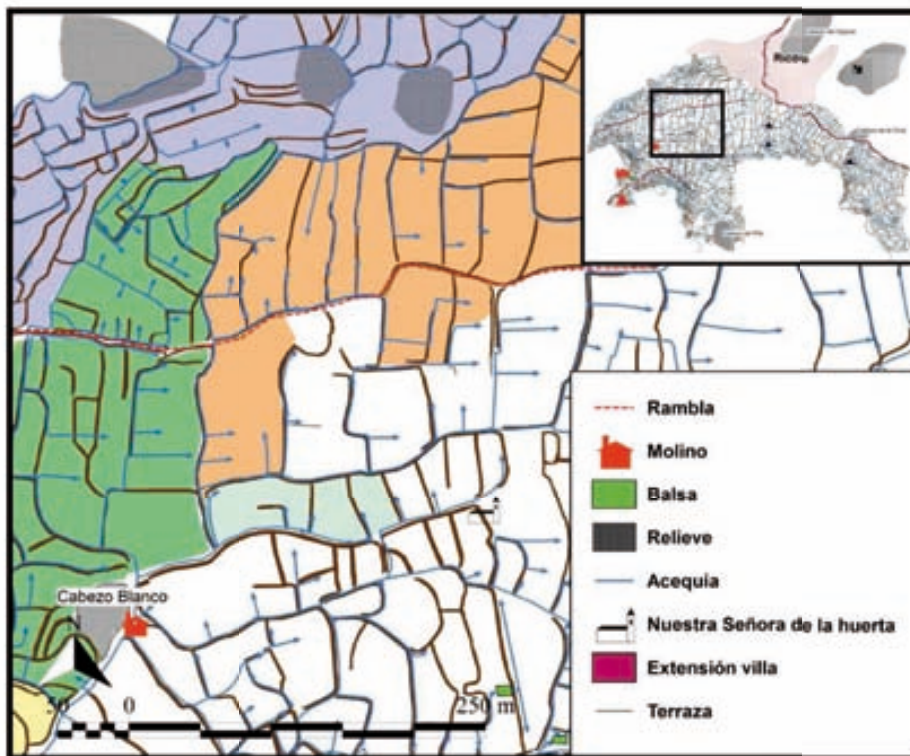 Ricote
Rambla
Molino
Balsa
Relieve
Acequia
Nuestra Señora de la huerta
Extensión villa
Terraza
Cabezo Blanco
N
50 0 250 m